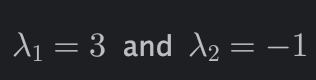 λ₁ = 3 and λ₂ = −1